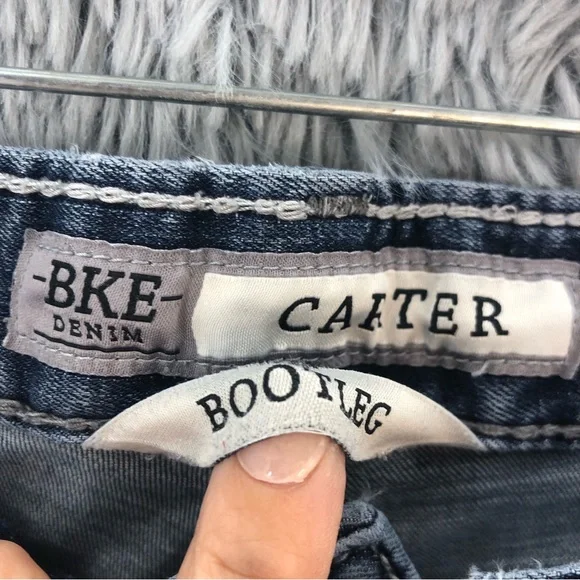 -BKE-
DENIM
CARTER
BOOTLEG